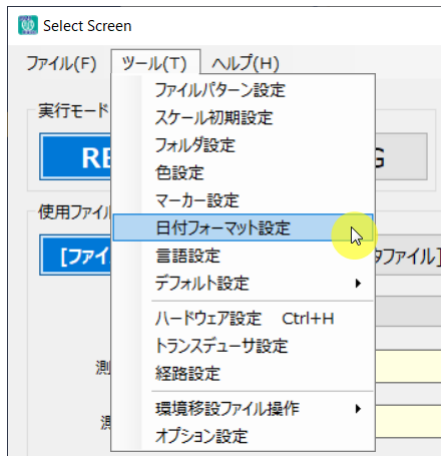 Select Screen
ファイル(F) ツール(T) ヘルプ(H)
ファイルパターン設定
スケール初期設定
実行モード
フォルダ設定
色設定
マーカー設定
使用ファイル
日付フォーマット設定
[ファイ
言語設定
タファイル]
デフォルト設定
ハードウェア設定 Ctrl+H
トランスデューサ設定
経路設定
測
環境移設ファイル操作
オプション設定